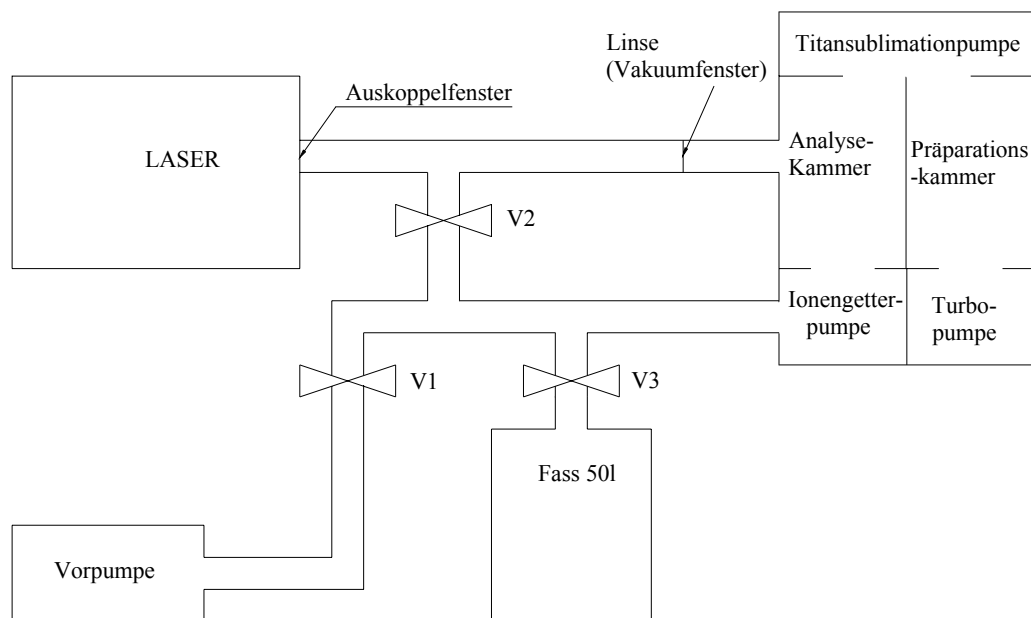 Titansublimationpumpe
Linse
(Vakuumfenster)
Auskoppelfenster
LASER
Analyse-
Kammer
Präparations
-kammer
V2
Ionengetter-
pumpe
Turbo-
pumpe
V1
V3
Fass 50l
Vorpumpe